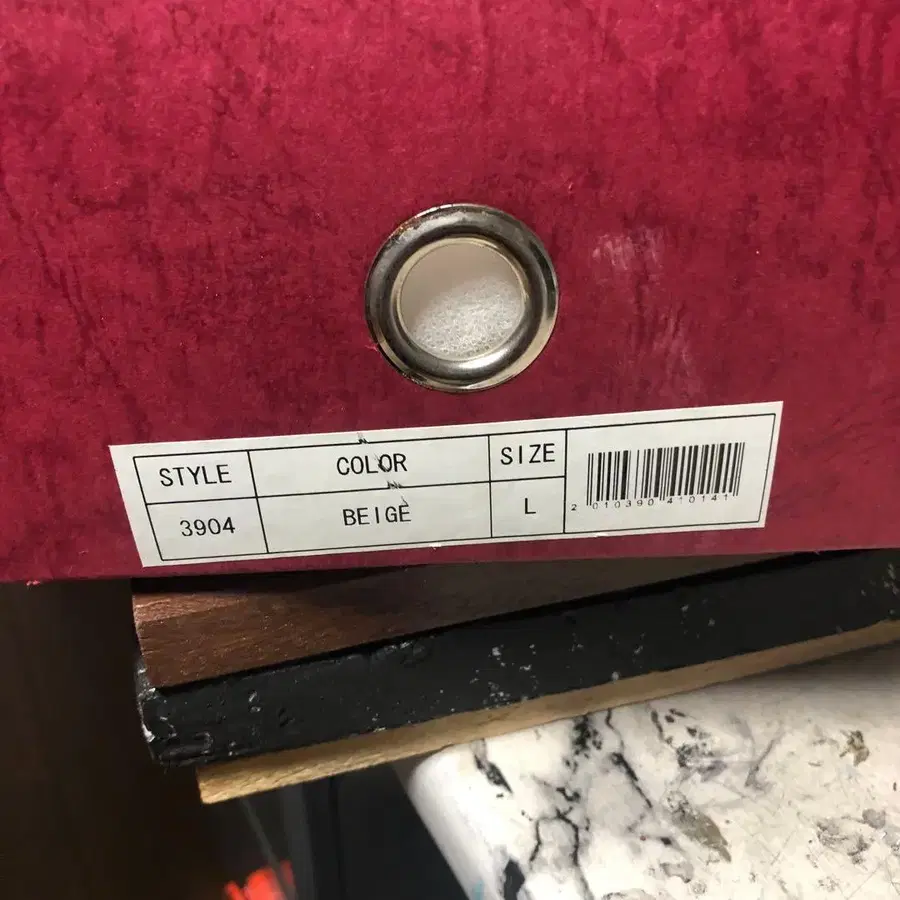 STYLE COLOR SIZE
3904 BEIGE L
2 010390 410141